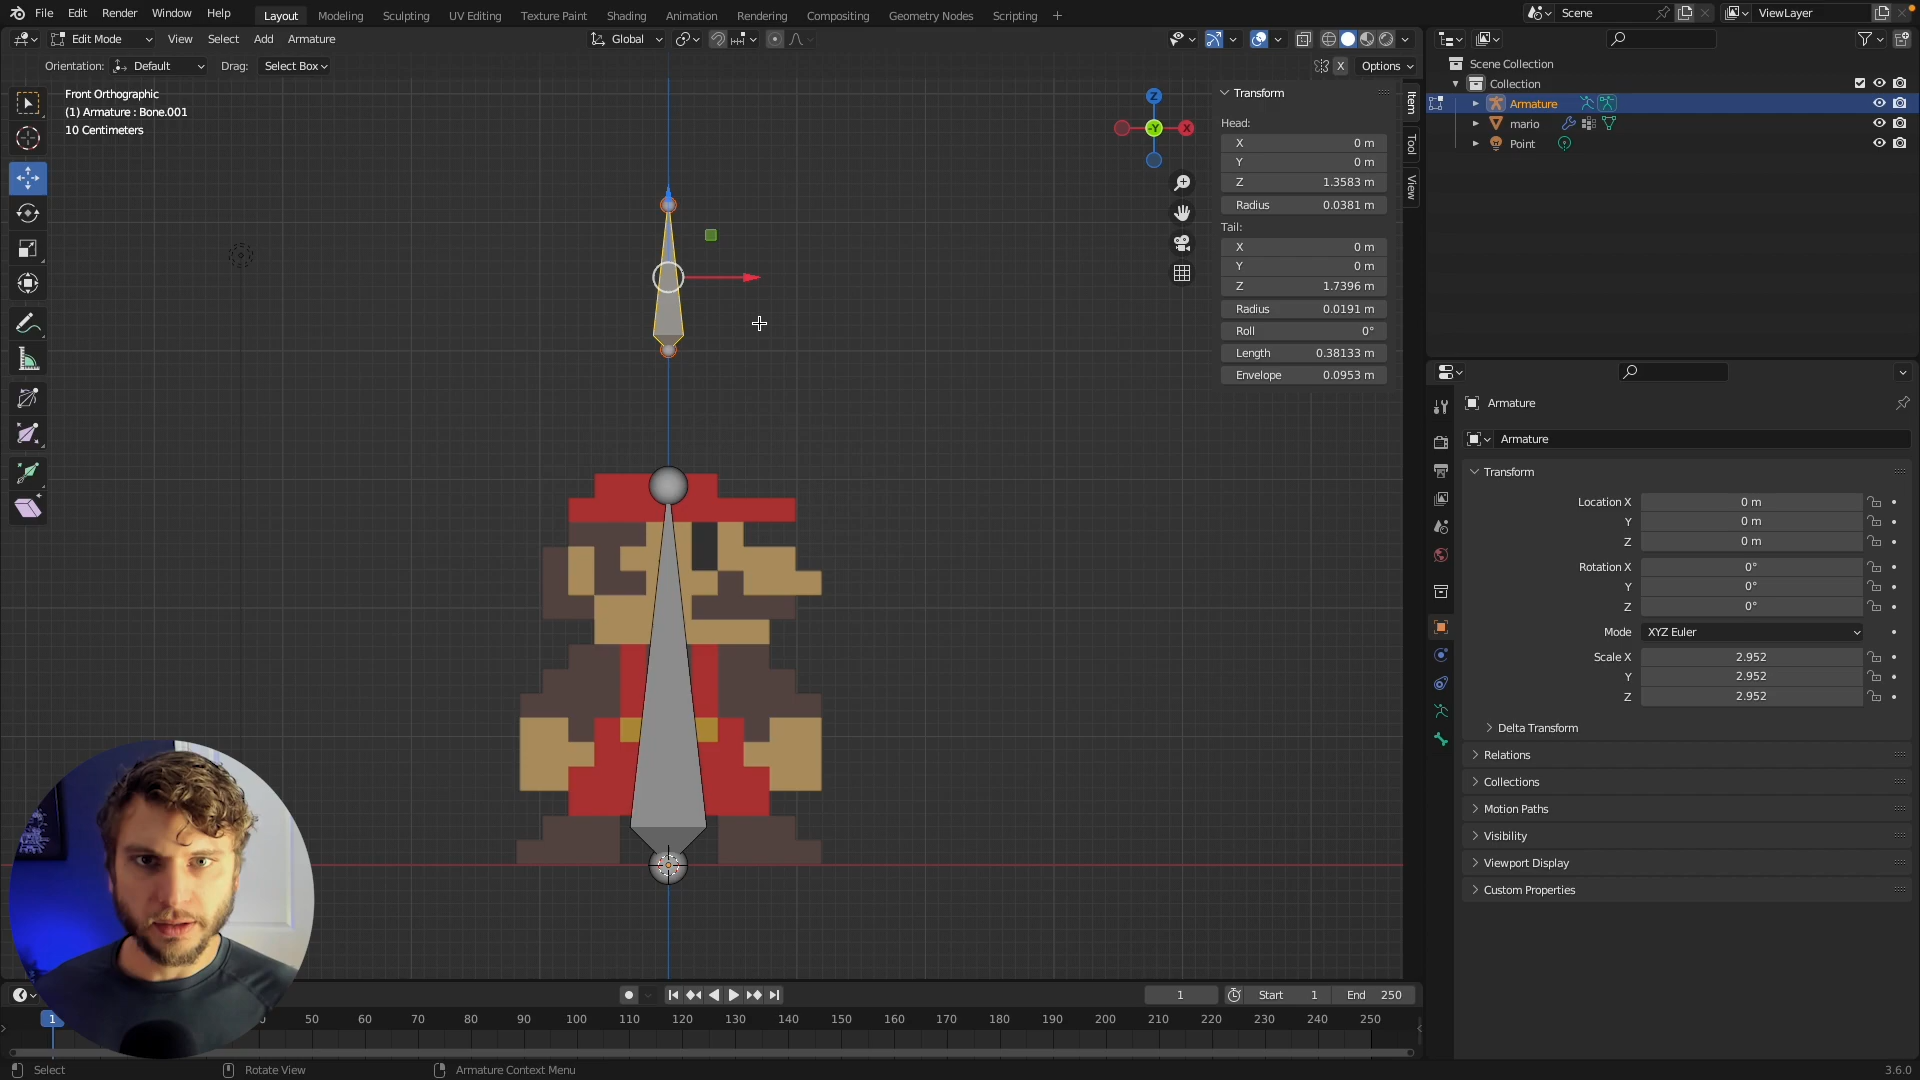 File Edit Render Window Help Layout Modeling Sculpting UV Editing Texture Paint Shading Animation Rendering Compositing Geometry Nodes Scripting + Scene ViewLayer
Edit Mode View Select Add Armature Global
Orientation: Default Drag: Select Box X Options
Front Orthographic
(1) Armature : Bone.001
10 Centimeters
Z
-Y
X
Item
Tool
View
Transform
Head:
X 0 m
Y 0 m
Z 1.3583 m
Radius 0.0381 m
Tail:
X 0 m
Y 0 m
Z 1.7396 m
Radius 0.0191 m
Roll 0°
Length 0.38133 m
Envelope 0.0953 m
Scene Collection
Collection
Armature
mario
Point
Armature
Armature
Transform
Location X 0 m
Y 0 m
Z 0 m
Rotation X 0°
Y 0°
Z 0°
Mode XYZ Euler
Scale X 2.952
Y 2.952
Z 2.952
Delta Transform
Relations
Collections
Motion Paths
Visibility
Viewport Display
Custom Properties
1 Start 1 End 250
1 50 60 70 80 90 100 110 120 130 140 150 160 170 180 190 200 210 220 230 240 250
Select Rotate View Armature Context Menu 3.6.0